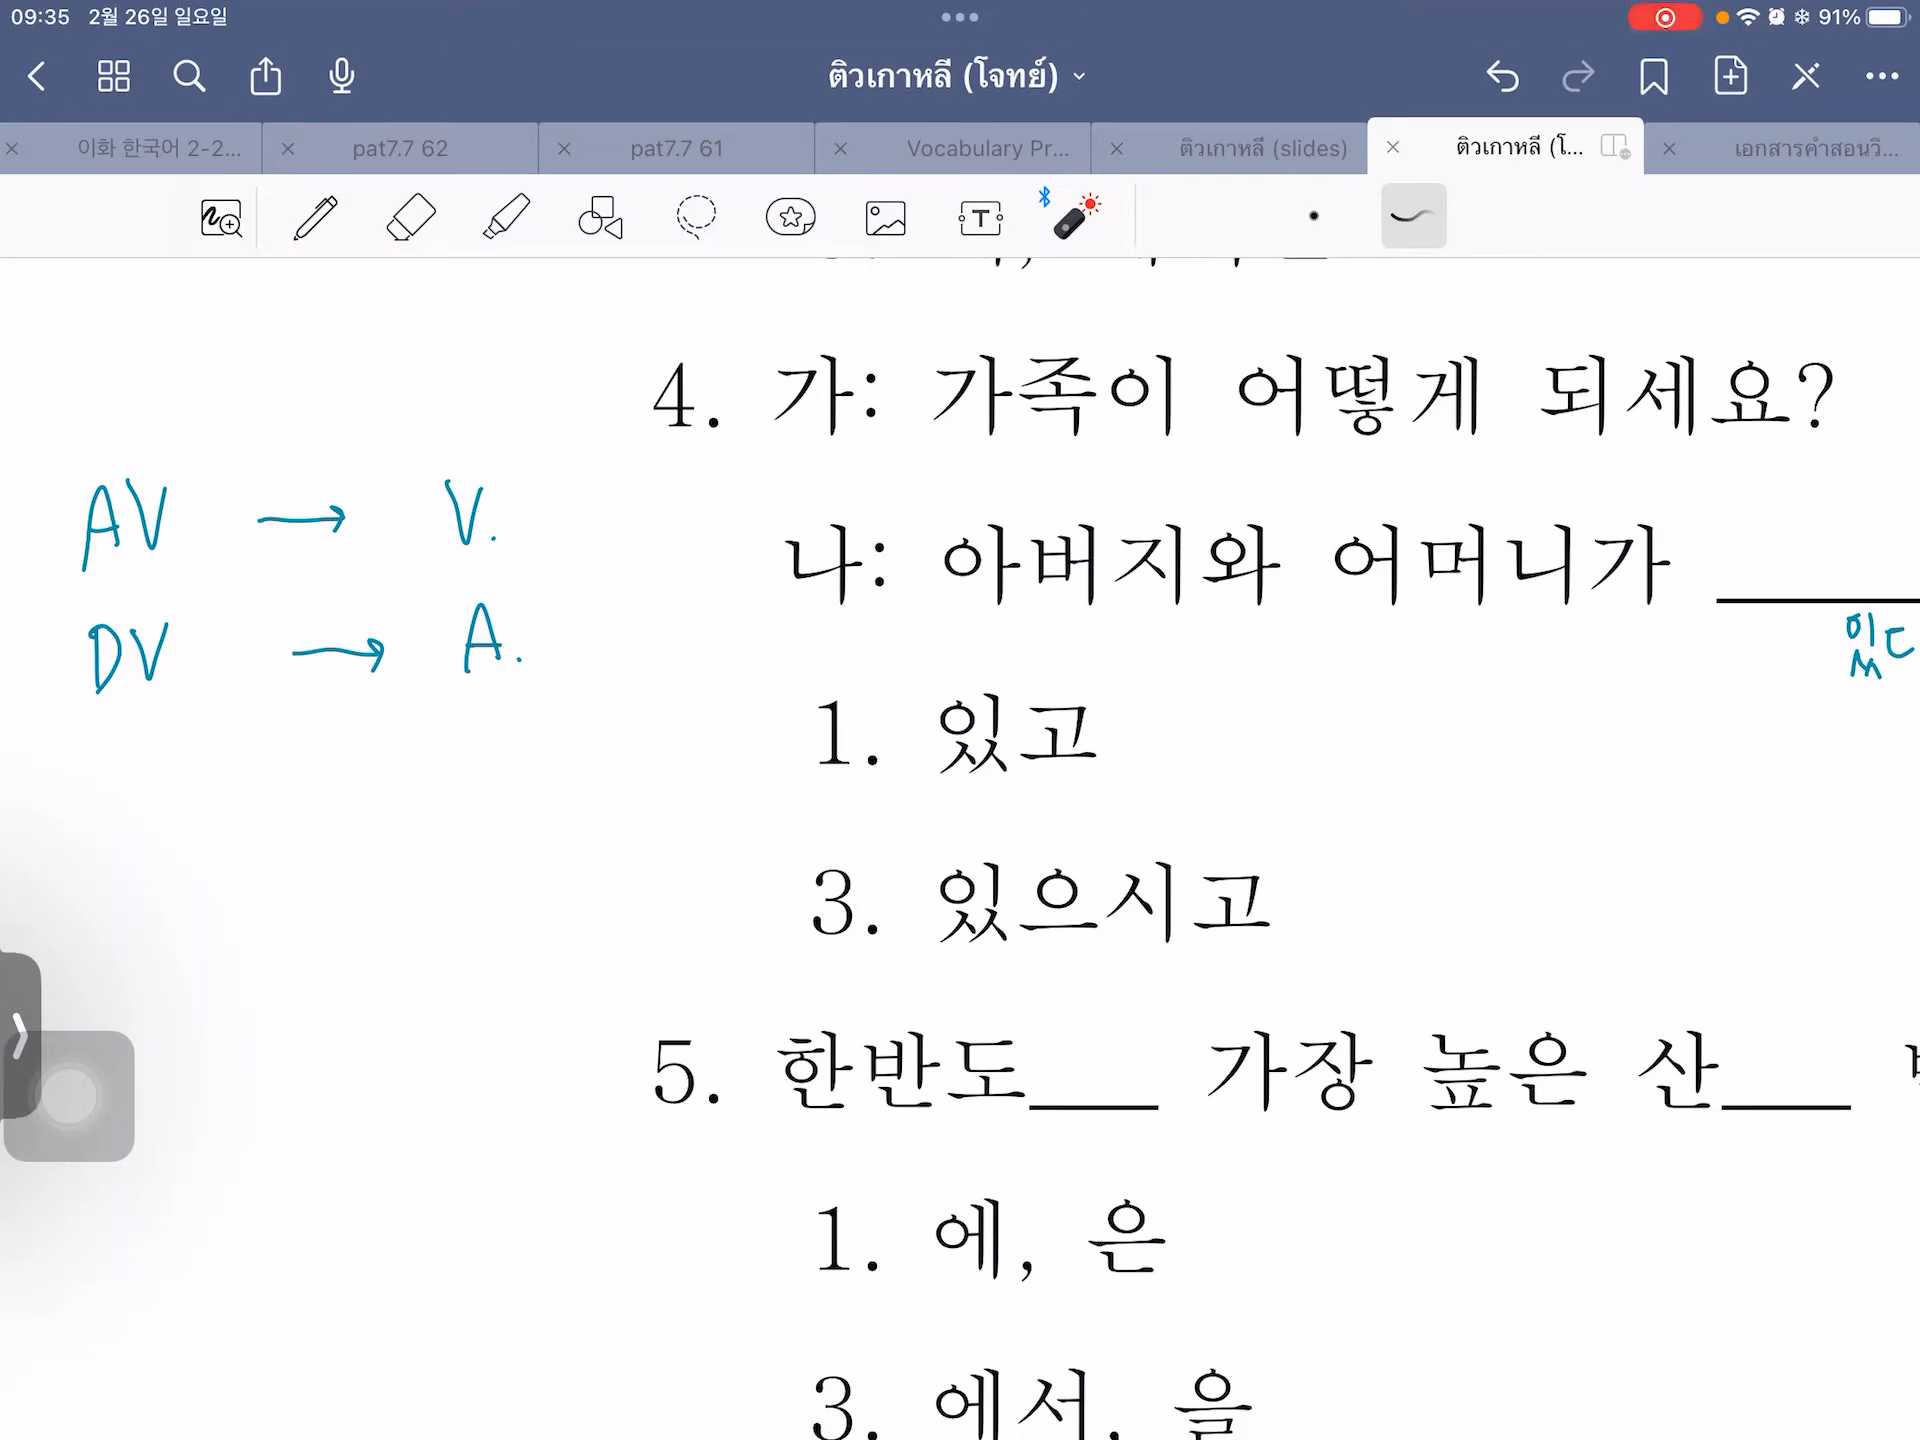 09:35 2월 26일 일요일 91%
ติวเกาหลี (โจทย์)
이화 한국어 2-2... pat7.7 62 pat7.7 61 Vocabulary Pr... ติวเกาหลี (slides) ติวเกาหลี (โ... เอกสารคำสอนวิ...
4. 가: 가족이 어떻게 되세요?
AV → V.
나: 아버지와 어머니가 ____
있
DV → A.
1. 있고
3. 있으시고
5. 한반도___ 가장 높은 산___
1. 에, 은
3. 에서, 을